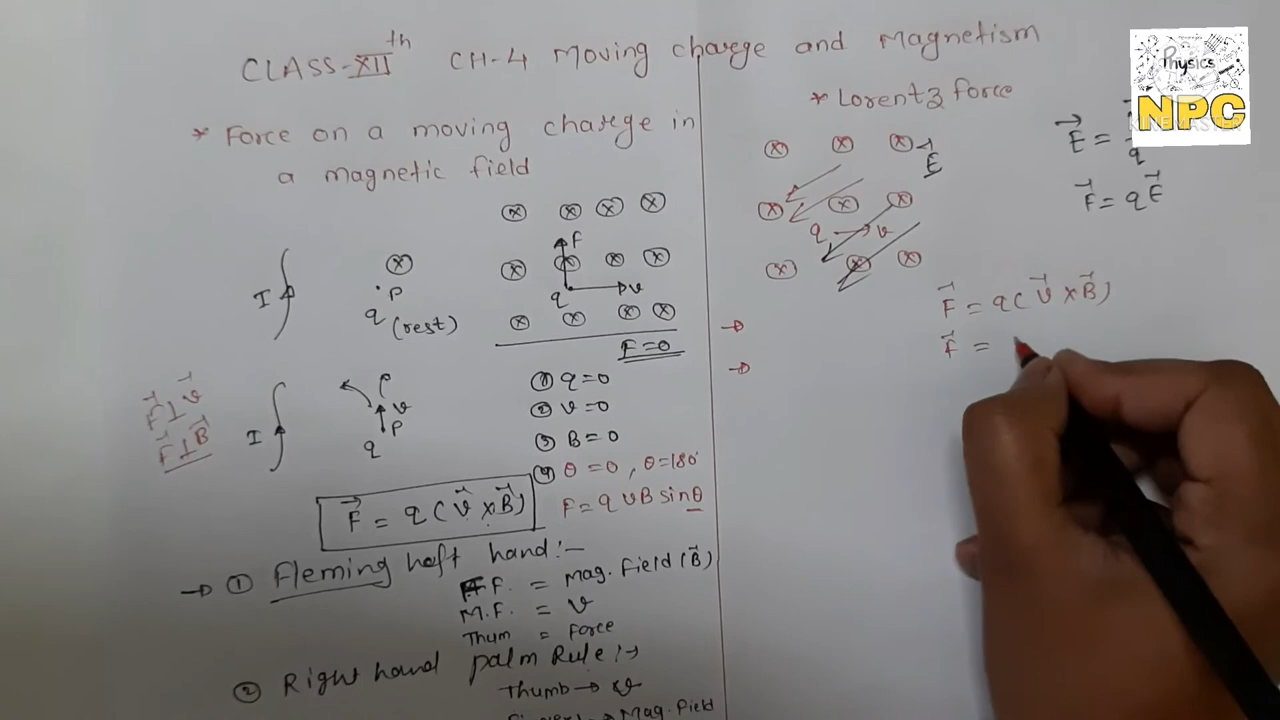 CLASS-XIIth CH-4 Moving charge and Magnetism
* Force on a moving charge in
a magnetic field
I
q
P
(rest)
F
q
v
F=0
F⊥v
F⊥B
I
P
v
P
q
① q=0
② v=0
③ B=0
④ θ=0, θ=180°
F = qvB sinθ
F = q(v×B)
→ ① Fleming heft hand:-
F.F. = Mag. Field (B)
M.F. = v
Thum = Force
② Right hand palm Rule:→
Thumb → v
→ Mag. Field
* Lorentz force
E
q → v
E =
q
F = qE
→
F = q(v×B)
→
F =
Physics
NPC